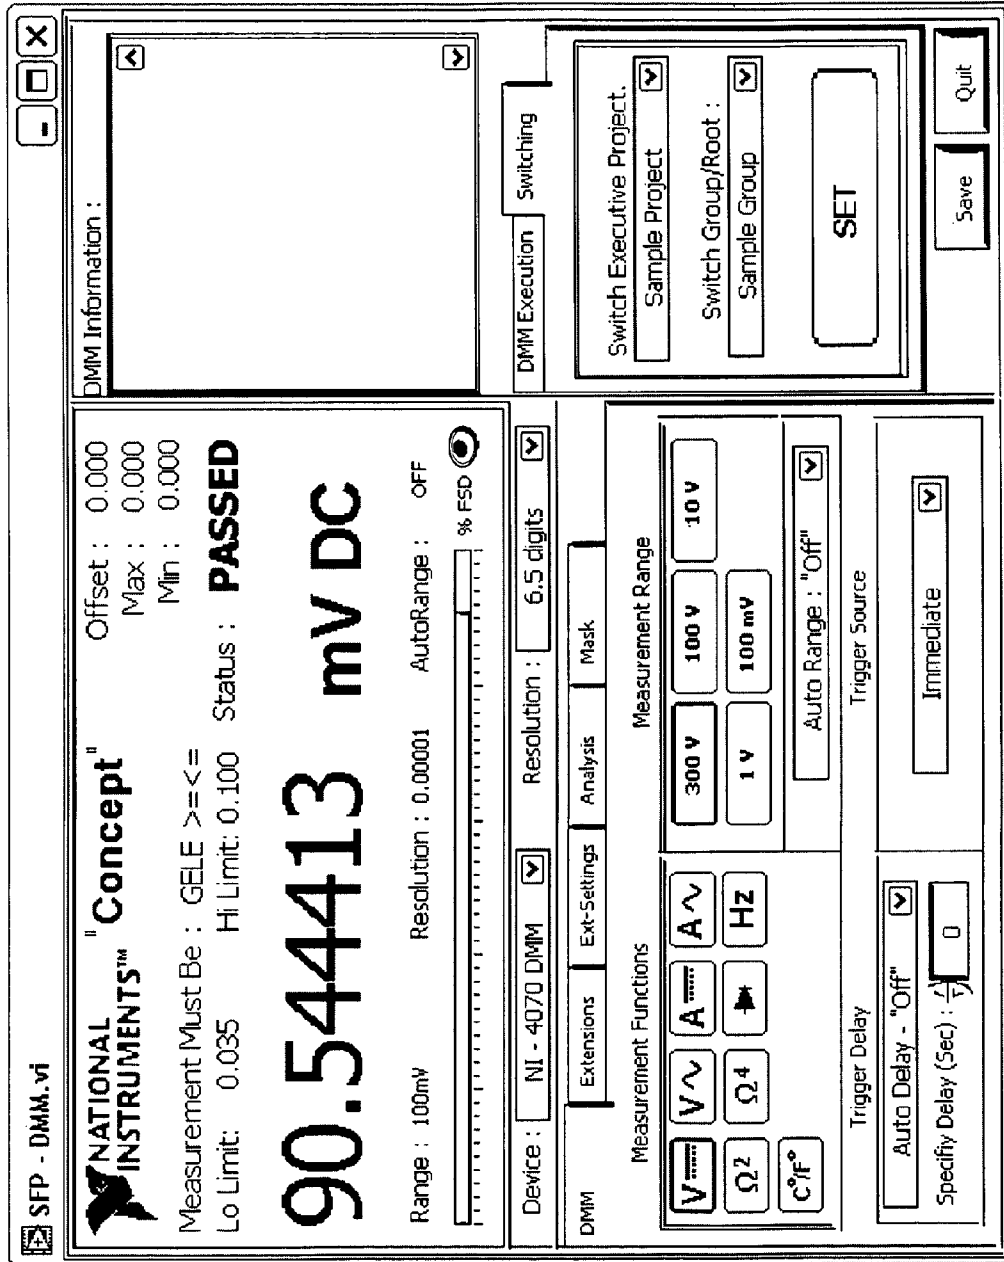 SFP - DMM.vi
NATIONAL
INSTRUMENTS™ "Concept"
Measurement Must Be : GELE >=<=
Lo Limit: 0.035 Hi Limit: 0.100
Offset : 0.000
Max : 0.000
Min : 0.000
Status : PASSED
90.544413 mV DC
Range : 100mV Resolution : 0.00001 AutoRange : OFF
% FSD
Device : NI - 4070 DMM Resolution : 6.5 digits
DMM Extensions Ext-Settings Analysis Mask
Measurement Functions
V V A A
Ω2 Ω4 Hz
C°/F°
Measurement Range
300 V 100 V 10 V
1 V 100 mV
Auto Range : "Off"
Trigger Delay
Auto Delay - "Off"
Specifiy Delay (Sec) : 0
Trigger Source
Immediate
DMM Information :
DMM Execution Switching
Switch Executive Project.
Sample Project
Switch Group/Root :
Sample Group
SET
Save Quit